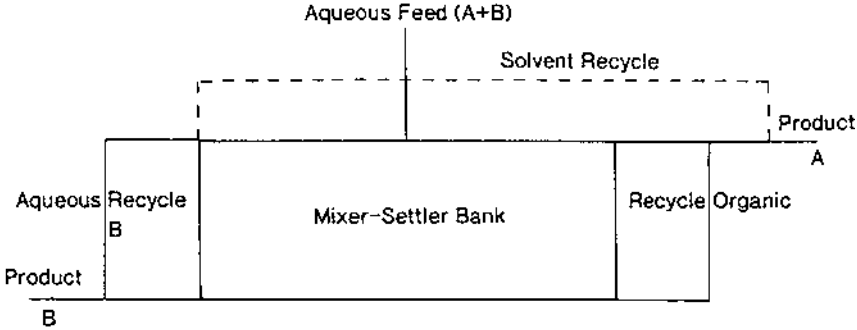 Aqueous Feed (A+B)
Solvent Recycle
Product
A
Aqueous Recycle
B
Mixer-Settler Bank
Recycle Organic
Product
B